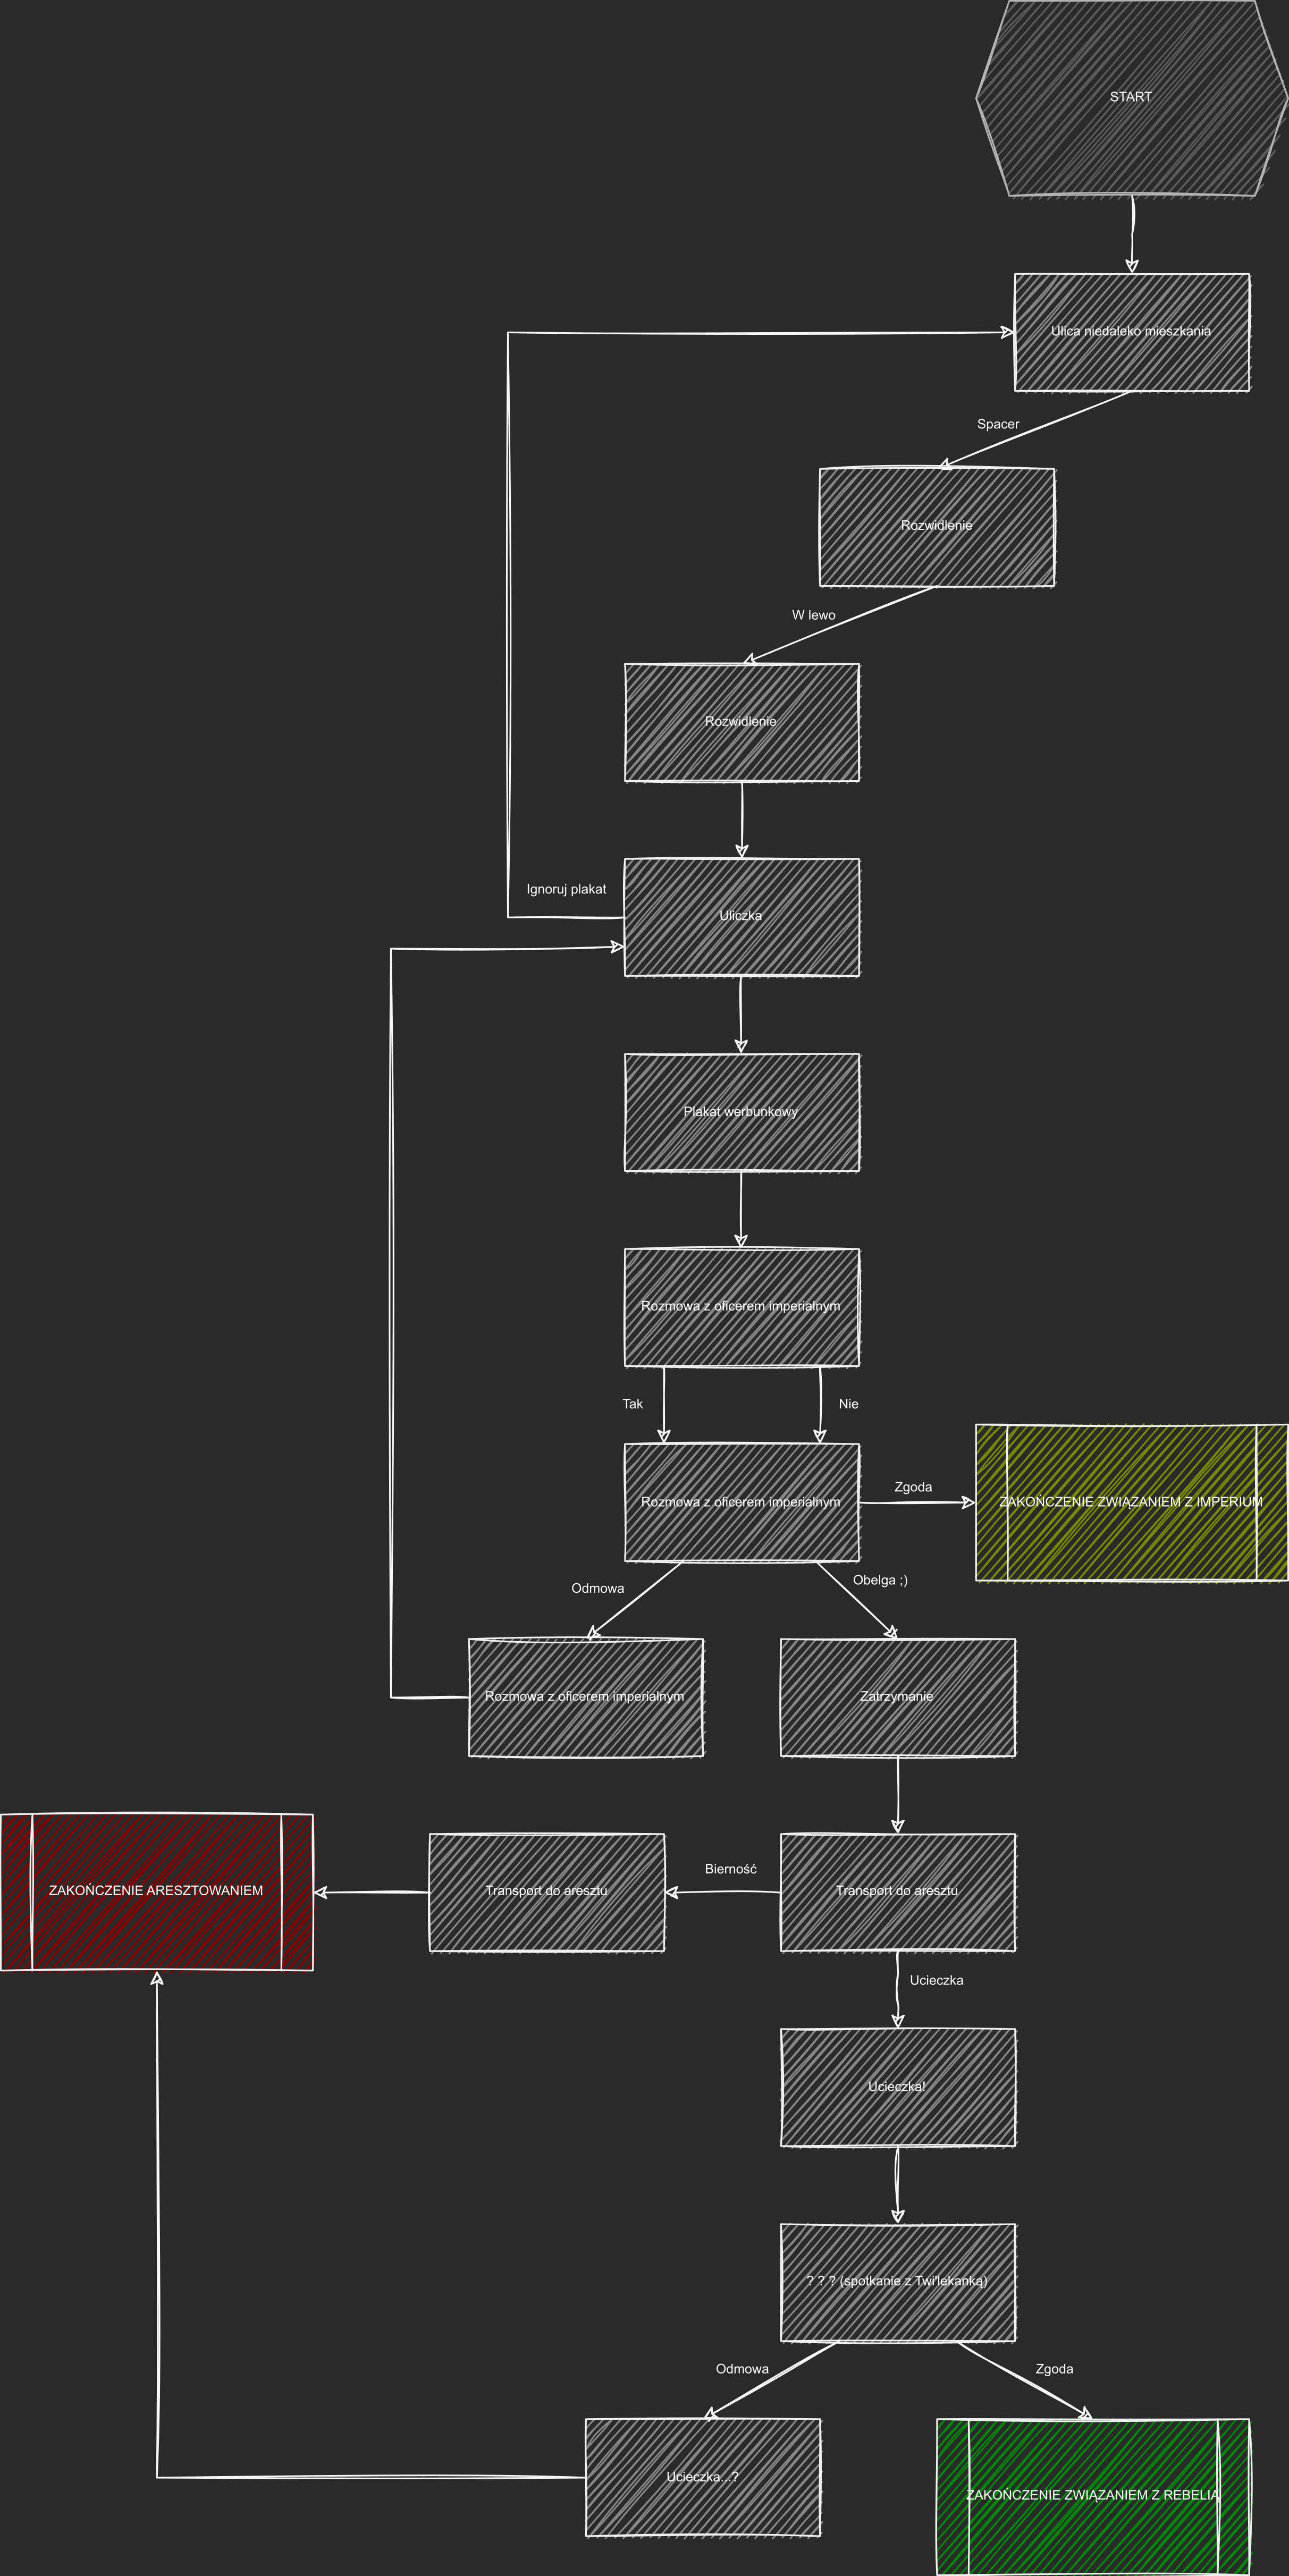 START
Ulica niedaleko mieszkania
Spacer
Rozwidlenie
W lewo
Rozwidlenie
Ignoruj plakat
Uliczka
Plakat werbunkowy
Rozmowa z oficerem imperialnym
Tak
Nie
Rozmowa z oficerem imperialnym
Zgoda
ZAKOŃCZENIE ZWIĄZANIEM Z IMPERIUM
Odmowa
Obelga ;)
Rozmowa z oficerem imperialnym
Zatrzymanie
ZAKOŃCZENIE ARESZTOWANIEM
Transport do aresztu
Bierność
Transport do aresztu
Ucieczka
Ucieczka!
? ? ? (spotkanie z Twi'lekanką)
Odmowa
Zgoda
Ucieczka...?
ZAKOŃCZENIE ZWIĄZANIEM Z REBELIĄ